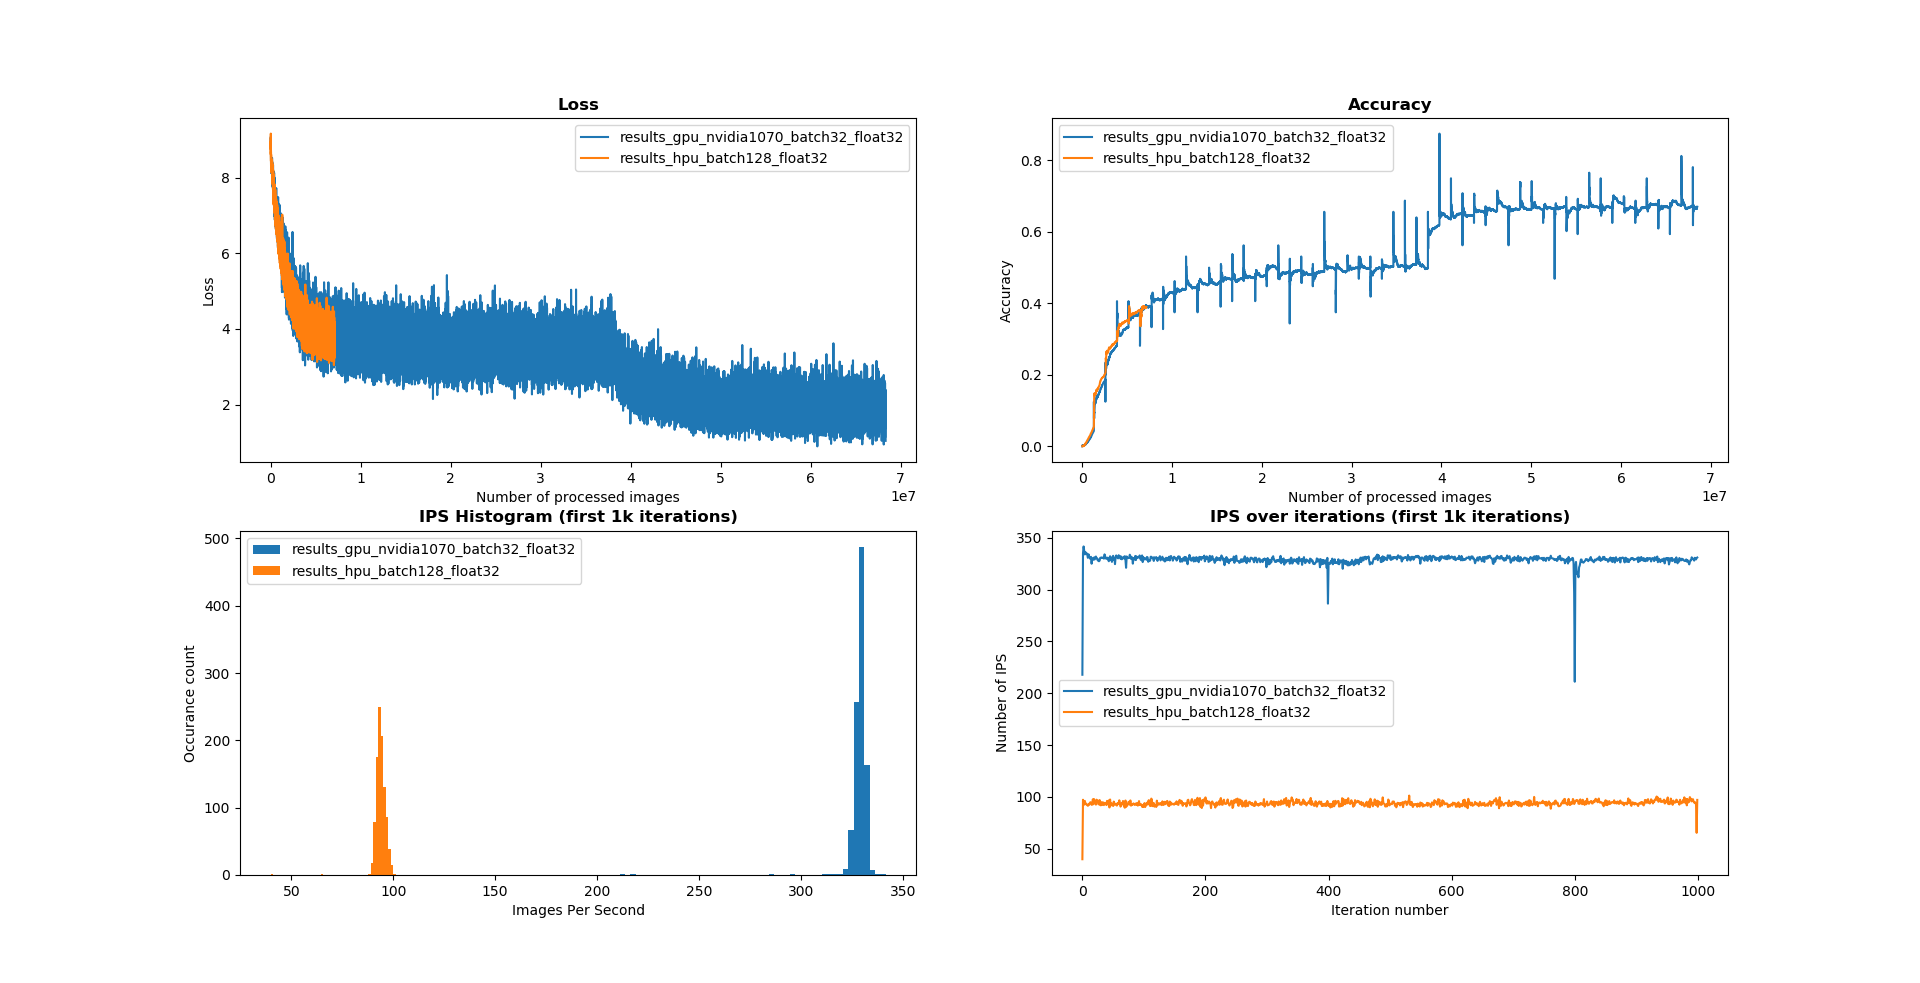 Loss
results_gpu_nvidia1070_batch32_float32
results_hpu_batch128_float32
8
6
4
2
Loss
0 1 2 3 4 5 6 7
1e7
Number of processed images
Accuracy
results_gpu_nvidia1070_batch32_float32
results_hpu_batch128_float32
0.8
0.6
0.4
0.2
0.0
Accuracy
0 1 2 3 4 5 6 7
1e7
Number of processed images
IPS Histogram (first 1k iterations)
results_gpu_nvidia1070_batch32_float32
results_hpu_batch128_float32
500
400
300
200
100
0
Occurance count
50 100 150 200 250 300 350
Images Per Second
IPS over iterations (first 1k iterations)
350
300
250
200
150
100
50
Number of IPS
results_gpu_nvidia1070_batch32_float32
results_hpu_batch128_float32
0 200 400 600 800 1000
Iteration number